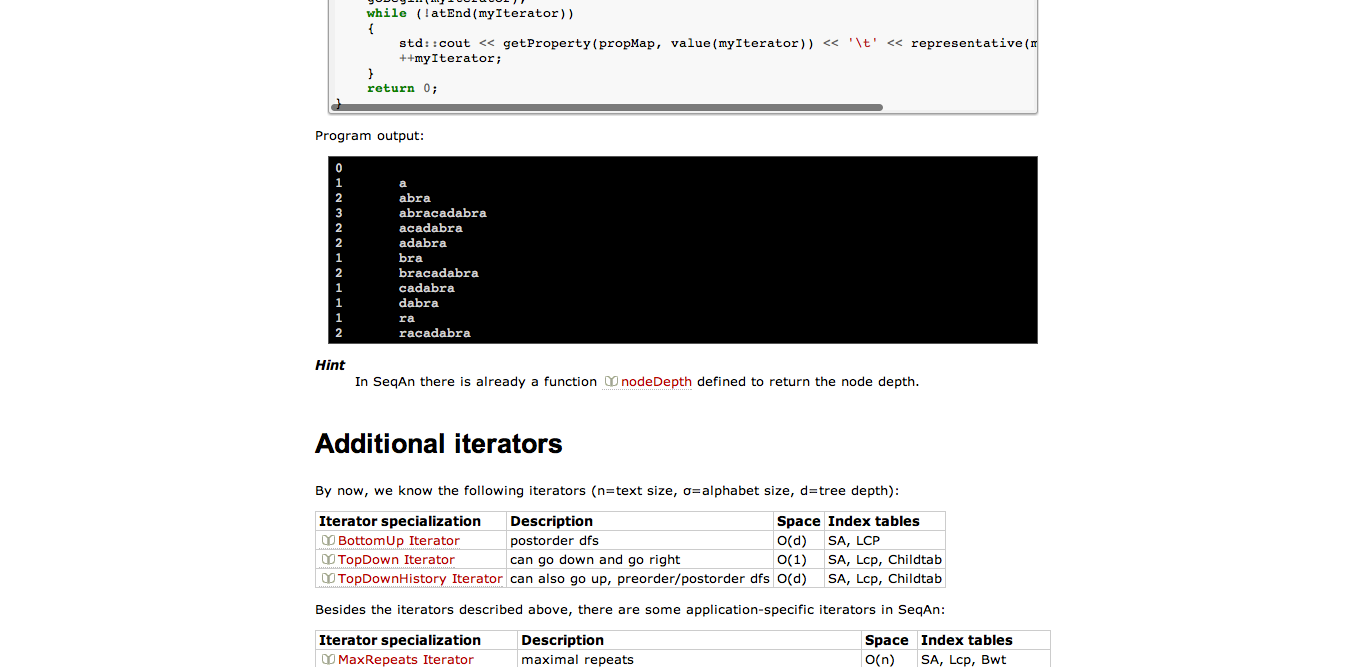 while (!atEnd(myIterator))
{
std::cout << getProperty(propMap, value(myIterator)) << '\t' << representative(m
++myIterator;
}
return 0;
}
Program output:
0
1 a
2 abra
3 abracadabra
2 acadabra
2 adabra
1 bra
2 bracadabra
1 cadabra
1 dabra
1 ra
2 racadabra
Hint
In SeqAn there is already a function nodeDepth defined to return the node depth.
Additional iterators
By now, we know the following iterators (n=text size, σ=alphabet size, d=tree depth):
Iterator specialization Description Space Index tables
BottomUp Iterator postorder dfs O(d) SA, LCP
TopDown Iterator can go down and go right O(1) SA, Lcp, Childtab
TopDownHistory Iterator can also go up, preorder/postorder dfs O(d) SA, Lcp, Childtab
Besides the iterators described above, there are some application-specific iterators in SeqAn:
Iterator specialization Description Space Index tables
MaxRepeats Iterator maximal repeats O(n) SA, Lcp, Bwt